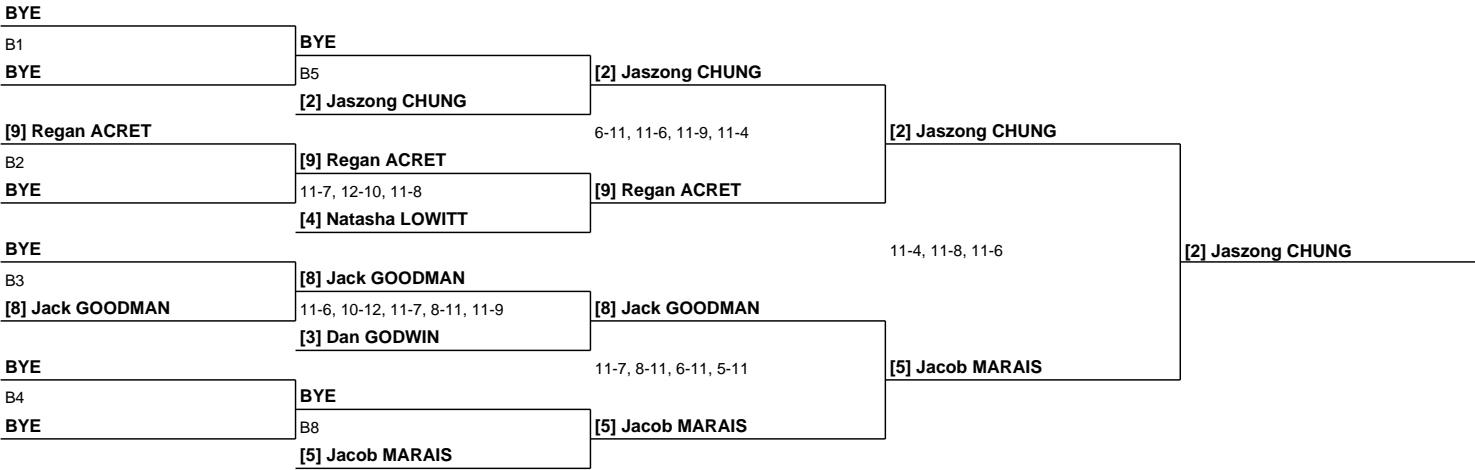 BYE
B1
BYE
BYE
B5
[2] Jaszong CHUNG
[2] Jaszong CHUNG
[9] Regan ACRET
6-11, 11-6, 11-9, 11-4
[2] Jaszong CHUNG
B2
[9] Regan ACRET
BYE
11-7, 12-10, 11-8
[9] Regan ACRET
[4] Natasha LOWITT
BYE
11-4, 11-8, 11-6
[2] Jaszong CHUNG
B3
[8] Jack GOODMAN
[8] Jack GOODMAN
11-6, 10-12, 11-7, 8-11, 11-9
[8] Jack GOODMAN
[3] Dan GODWIN
BYE
11-7, 8-11, 6-11, 5-11
[5] Jacob MARAIS
B4
BYE
BYE
B8
[5] Jacob MARAIS
[5] Jacob MARAIS